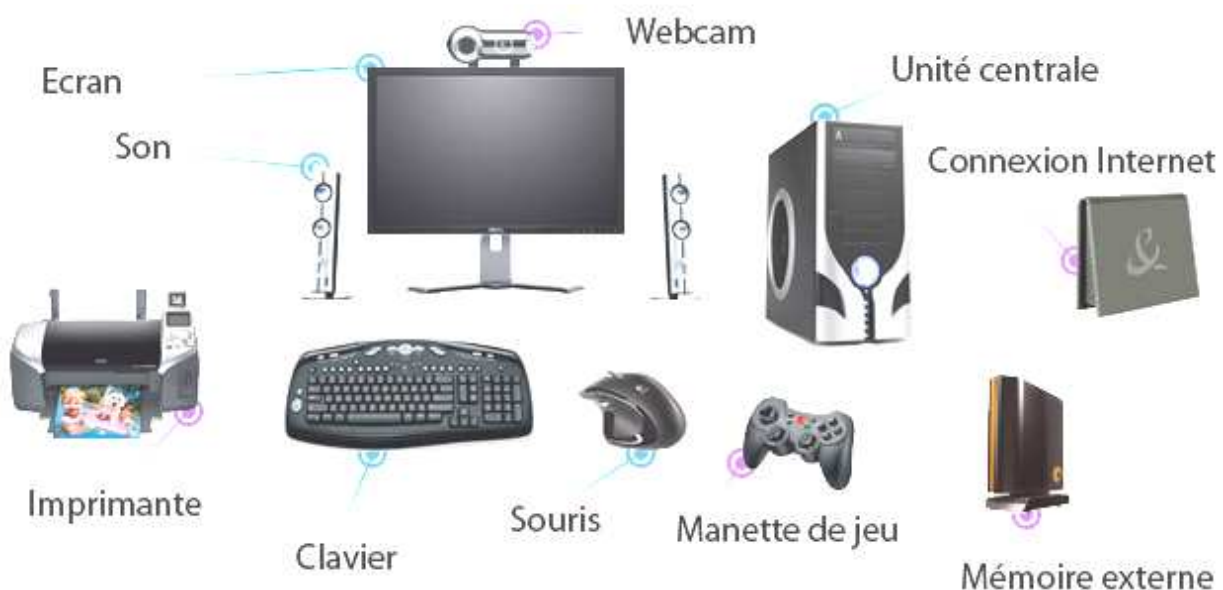 Webcam
Ecran
Unité centrale
Son
Connexion Internet
Imprimante
Souris
Manette de jeu
Clavier
Mémoire externe